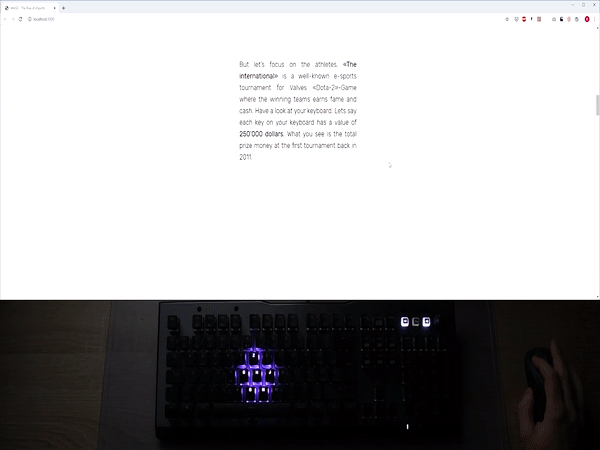 localhost:3000
But let's focus on the athletes. «The
international» is a well-known e-sports
tournament for Valves «Dota-2»-Game
where the winning teams earns fame and
cash. Have a look at your keyboard. Lets say
each key on your keyboard has a value of
250'000 dollars. What you see is the total
prize money at the first tournament back in
2011.